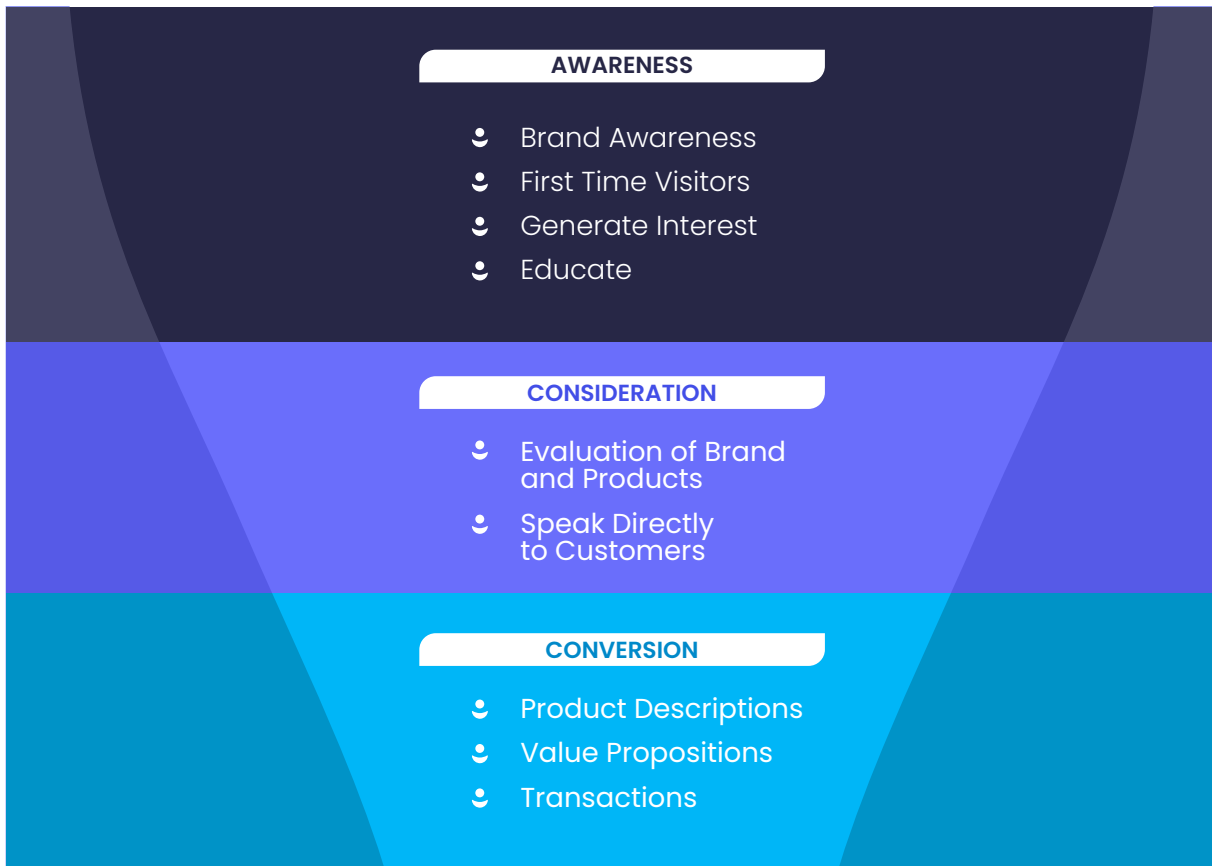 AWARENESS
Brand Awareness
First Time Visitors
Generate Interest
Educate
CONSIDERATION
Evaluation of Brand
and Products
Speak Directly
to Customers
CONVERSION
Product Descriptions
Value Propositions
Transactions